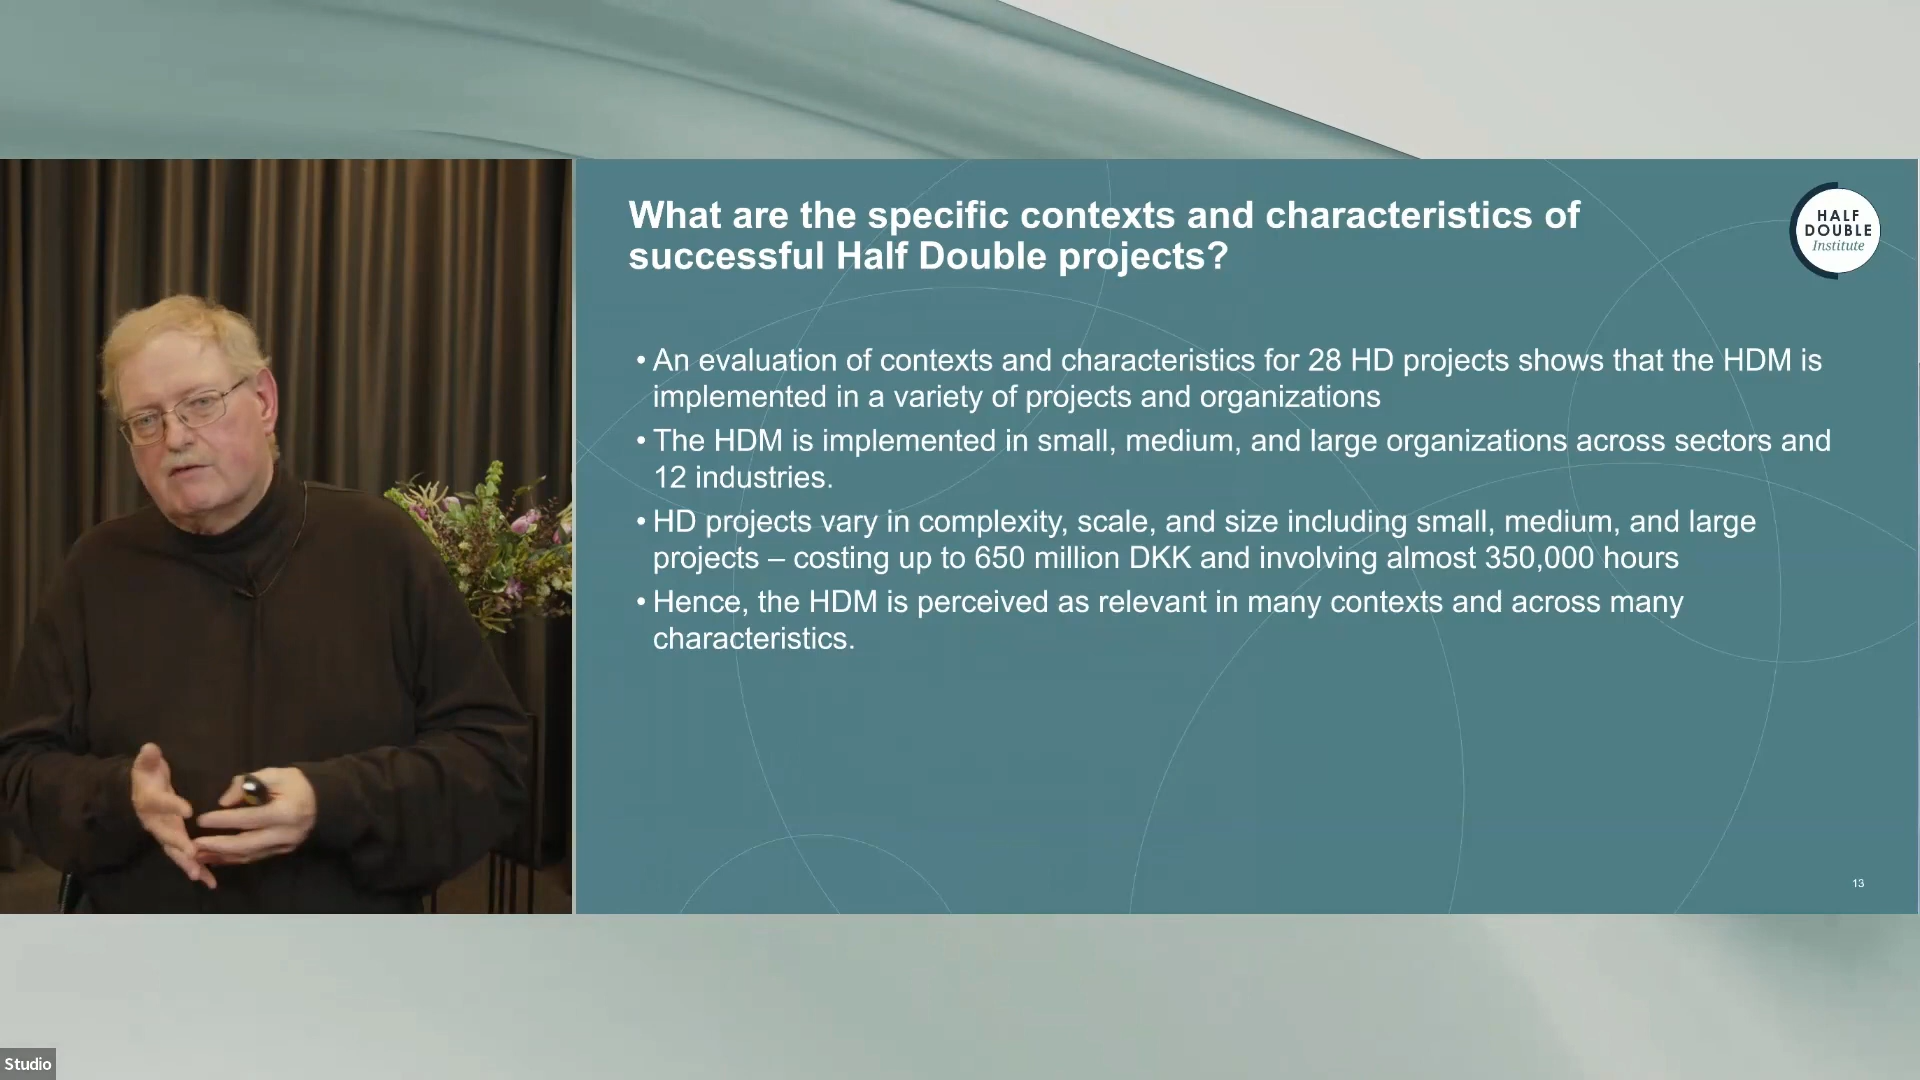 What are the specific contexts and characteristics of
successful Half Double projects?
HALF
DOUBLE
Institute
• An evaluation of contexts and characteristics for 28 HD projects shows that the HDM is
implemented in a variety of projects and organizations
• The HDM is implemented in small, medium, and large organizations across sectors and
12 industries.
• HD projects vary in complexity, scale, and size including small, medium, and large
projects – costing up to 650 million DKK and involving almost 350,000 hours
• Hence, the HDM is perceived as relevant in many contexts and across many
characteristics.
13
Studio